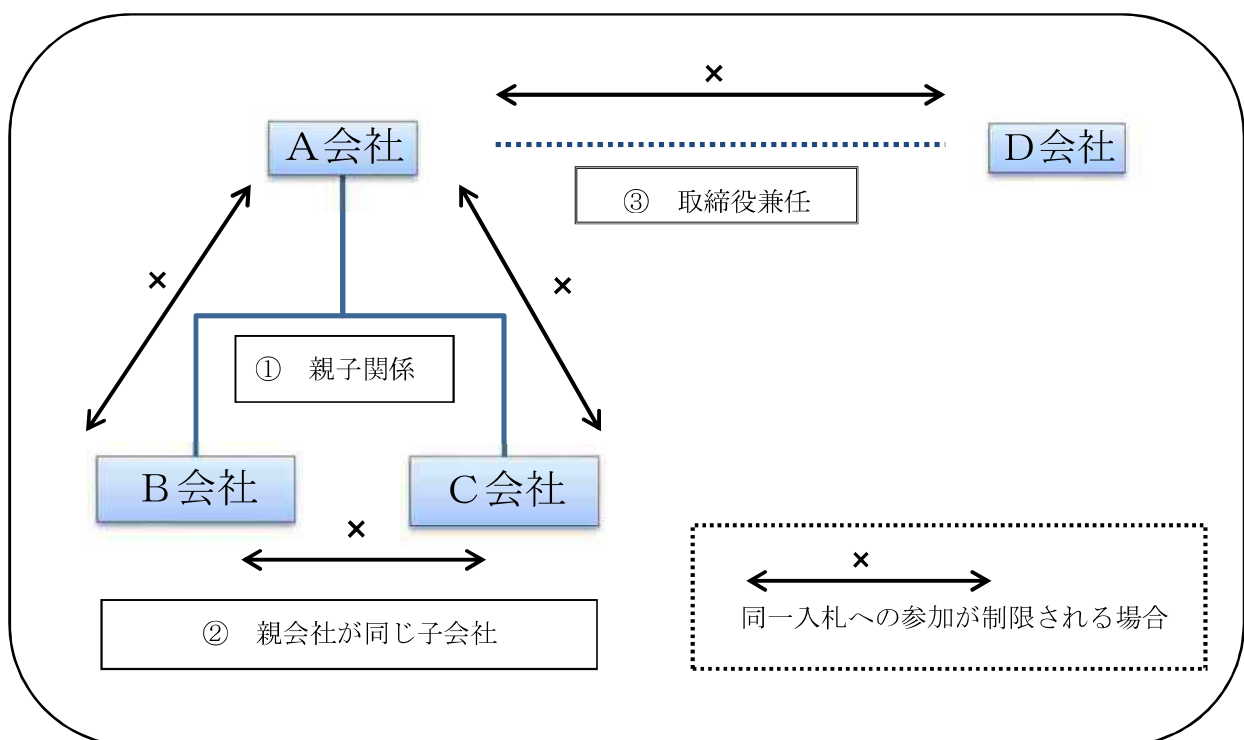 ×
A会社
D会社
③ 取締役兼任
×
×
① 親子関係
B会社
C会社
×
② 親会社が同じ子会社
×
同一入札への参加が制限される場合